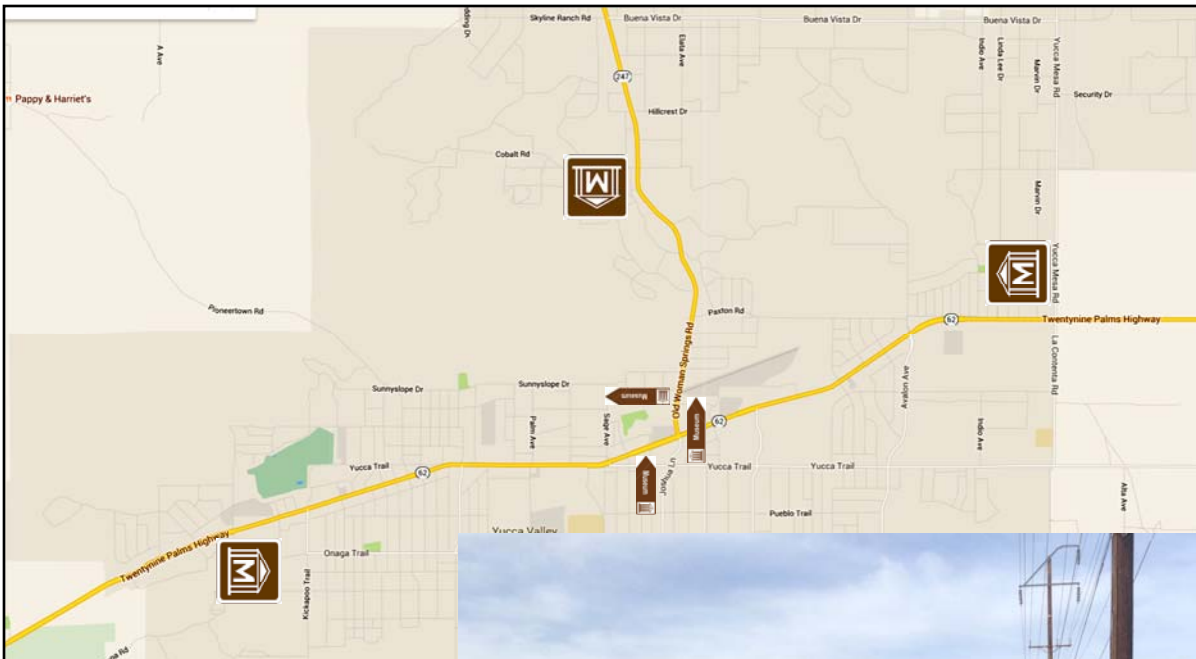 Skyline Ranch Rd
Buena Vista Dr
Buena Vista Dr
Buena Vista Dr
A Ave
Elata Ave
Indio Ave
Linda Lee Dr
Marvin Dr
Yucca Mesa Rd
247
Pappy & Harriet's
Security Dr
Hillcrest Dr
Cobalt Rd
M
Marvin Dr
M
Yucca Mesa Rd
Pioneertown Rd
Paxton Rd
62
Twentynine Palms Highway
Old Woman Springs Rd
La Contenta Rd
Sunnyslope Dr
Sunnyslope Dr
Museum
Avalon Ave
Palm Ave
Sage Ave
Museum
62
Indio Ave
Yucca Trail
62
Museum
Joshua Ln
Yucca Trail
Yucca Trail
Alta Ave
Pueblo Trail
Yucca Valley
Twentynine Palms Highway
Onaga Trail
M
Kickapoo Trail
na Rd